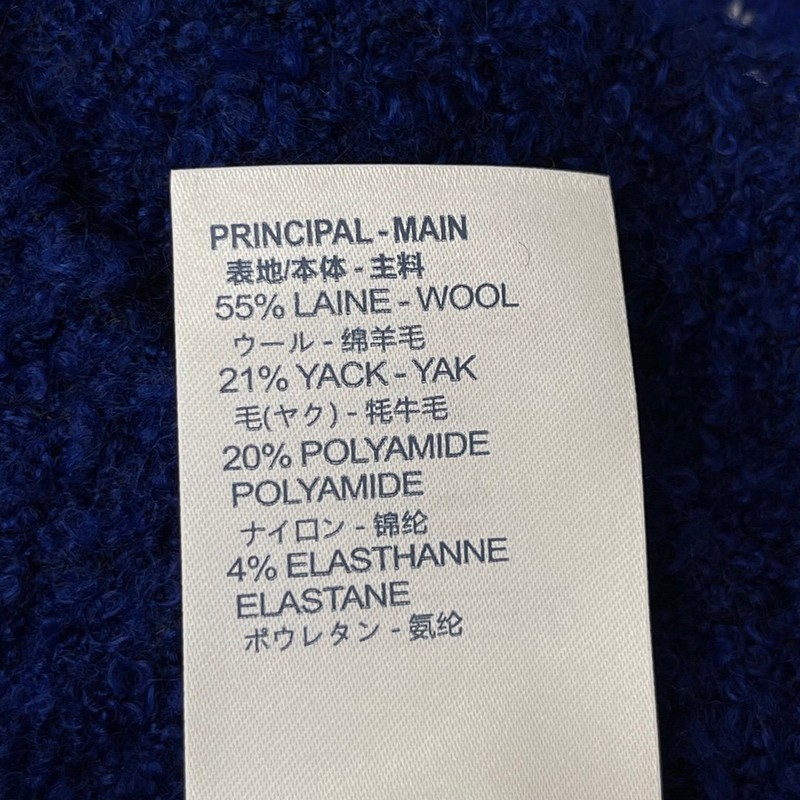 PRINCIPAL - MAIN
表地/本体 - 主料
55% LAINE - WOOL
ウール - 绵羊毛
21% YACK - YAK
毛(ヤク) - 牦牛毛
20% POLYAMIDE
POLYAMIDE
ナイロン - 锦纶
4% ELASTHANNE
ELASTANE
ポウレタン - 氨纶